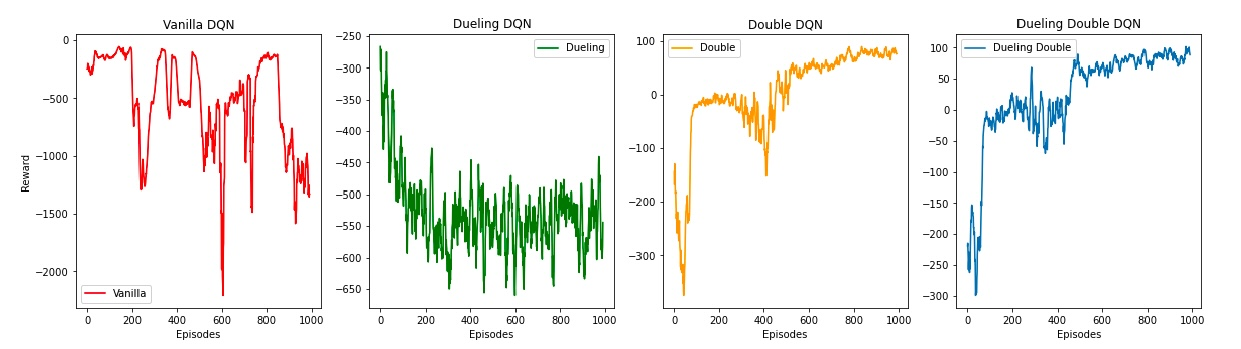 Vanilla DQN
Dueling DQN
Double DQN
Dueling Double DQN
Reward
0
−500
−1000
−1500
−2000
Vanillia
0 200 400 600 800 1000
Episodes
−250
−300
−350
−400
−450
−500
−550
−600
−650
Dueling
0 200 400 600 800 1000
Episodes
100
0
−100
−200
−300
Double
0 200 400 600 800 1000
Episodes
100
50
0
−50
−100
−150
−200
−250
−300
Dueling Double
0 200 400 600 800 1000
Episodes